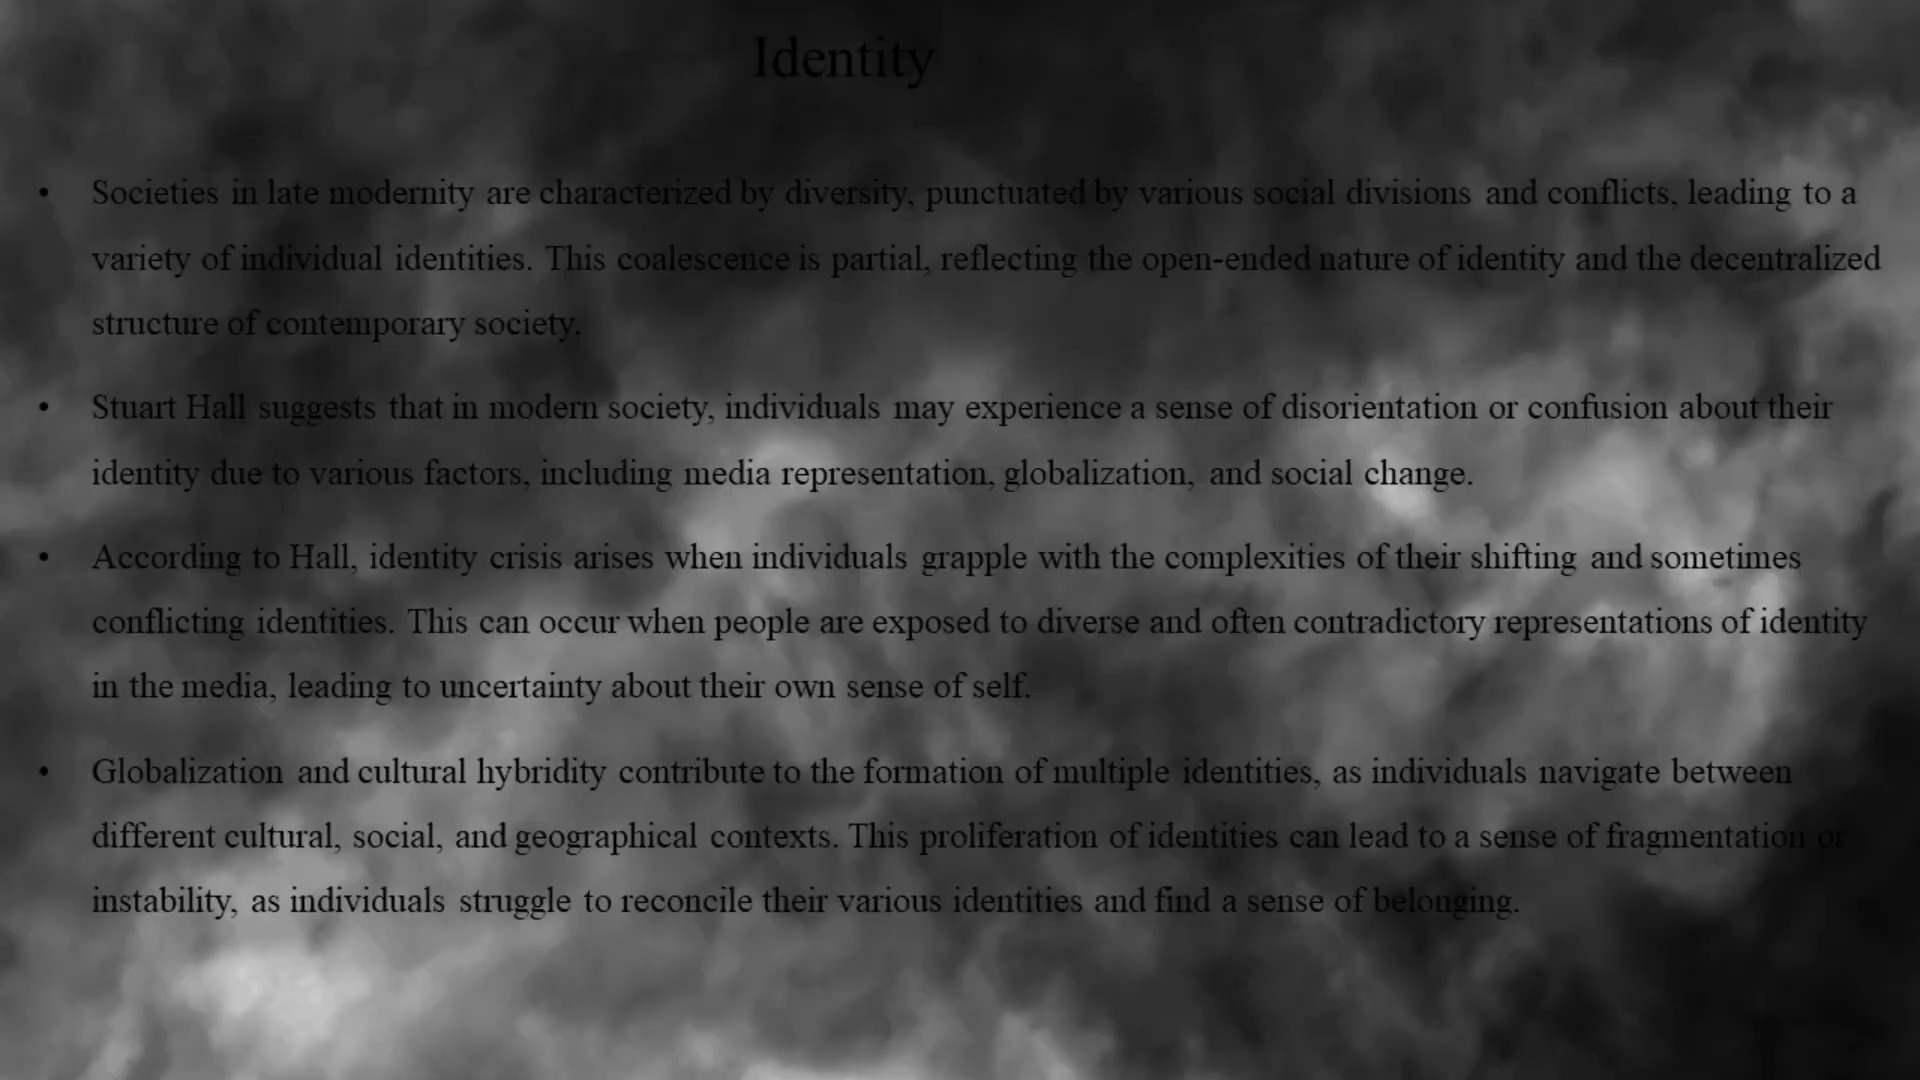 Identity
• Societies in late modernity are characterized by diversity, punctuated by various social divisions and conflicts, leading to a
variety of individual identities. This coalescence is partial, reflecting the open-ended nature of identity and the decentralized
structure of contemporary society.
• Stuart Hall suggests that in modern society, individuals may experience a sense of disorientation or confusion about their
identity due to various factors, including media representation, globalization, and social change.
• According to Hall, identity crisis arises when individuals grapple with the complexities of their shifting and sometimes
conflicting identities. This can occur when people are exposed to diverse and often contradictory representations of identity
in the media, leading to uncertainty about their own sense of self.
• Globalization and cultural hybridity contribute to the formation of multiple identities, as individuals navigate between
different cultural, social, and geographical contexts. This proliferation of identities can lead to a sense of fragmentation or
instability, as individuals struggle to reconcile their various identities and find a sense of belonging.